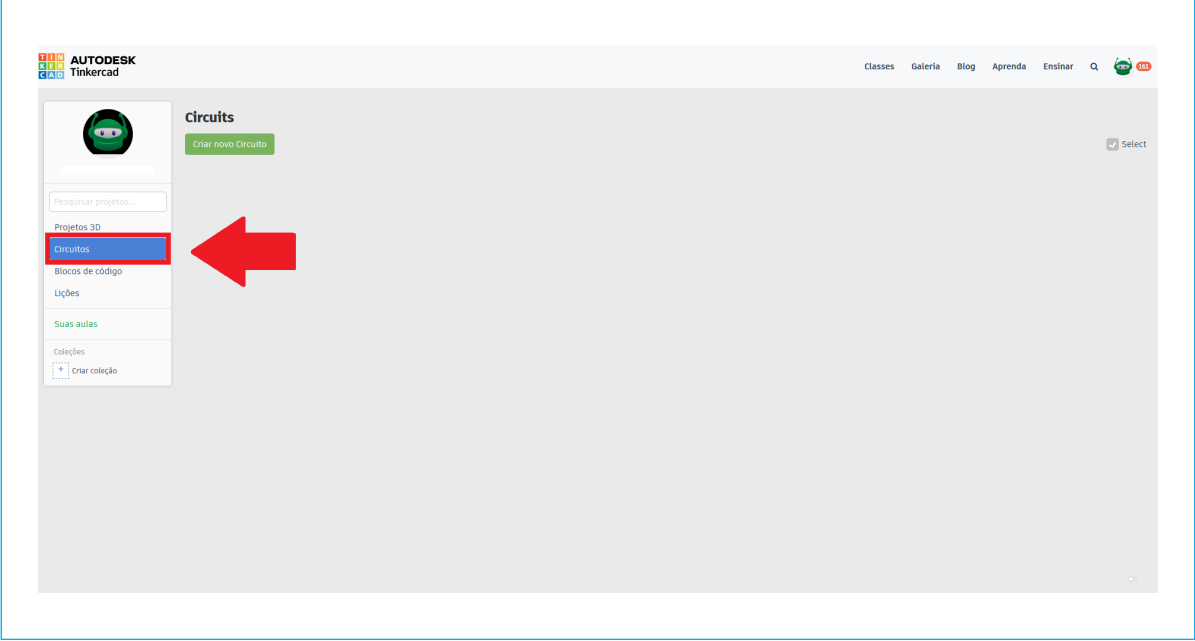 TIN
KER
CAD
AUTODESK
Tinkercad
Classes Galeria Blog Aprenda Ensinar 161
Circuits
Criar novo Circuito
Select
Pesquisar projetos...
Projetos 3D
Circuitos
Blocos de código
Lições
Suas aulas
Coleções
+ Criar coleção